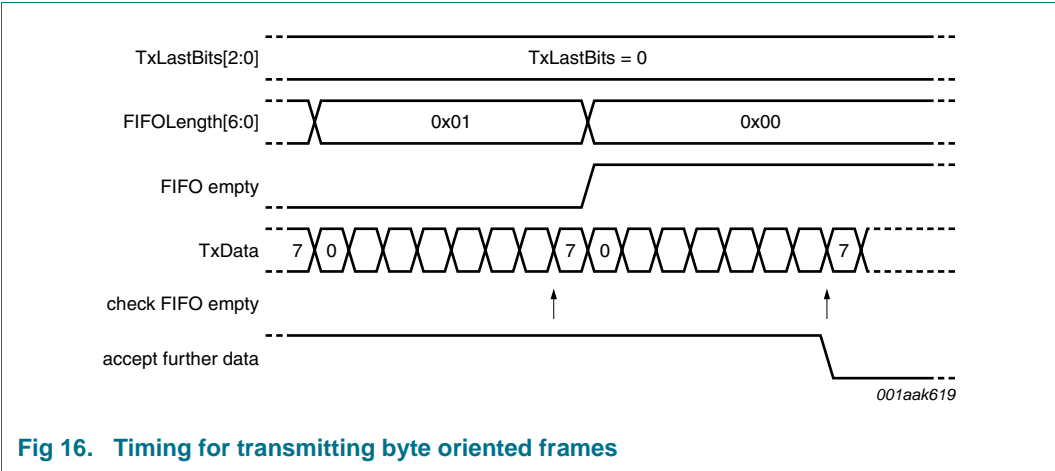 TxLastBits[2:0] TxLastBits = 0
FIFOLength[6:0] 0x01 0x00
FIFO empty
TxData 7 0 7 0 7
check FIFO empty
accept further data
001aak619
Fig 16. Timing for transmitting byte oriented frames